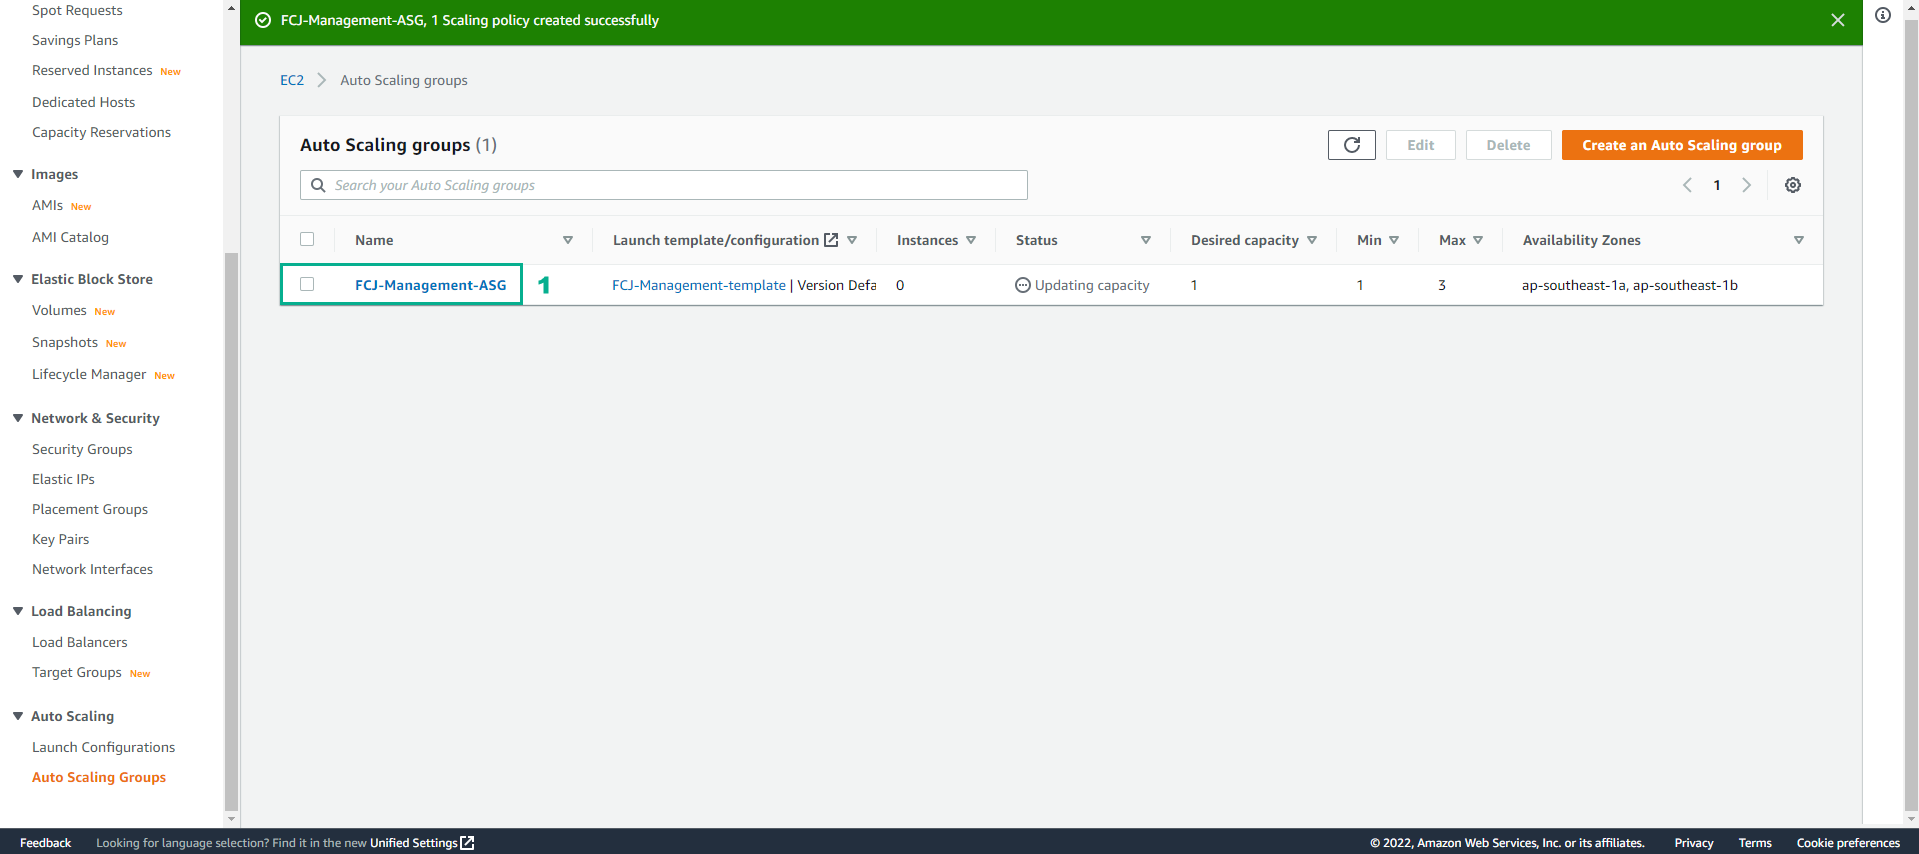 FCJ-Management-ASG, 1 Scaling policy created successfully
Spot Requests
Savings Plans
Reserved Instances New
Dedicated Hosts
Capacity Reservations
Images
AMIs New
AMI Catalog
Elastic Block Store
Volumes New
Snapshots New
Lifecycle Manager New
Network & Security
Security Groups
Elastic IPs
Placement Groups
Key Pairs
Network Interfaces
Load Balancing
Load Balancers
Target Groups New
Auto Scaling
Launch Configurations
Auto Scaling Groups
EC2 Auto Scaling groups
Auto Scaling groups (1)
Edit Delete Create an Auto Scaling group
Search your Auto Scaling groups
1
Name Launch template/configuration Instances Status Desired capacity Min Max Availability Zones
FCJ-Management-ASG 1 FCJ-Management-template | Version Defa 0 Updating capacity 1 1 3 ap-southeast-1a, ap-southeast-1b
Feedback Looking for language selection? Find it in the new Unified Settings © 2022, Amazon Web Services, Inc. or its affiliates. Privacy Terms Cookie preferences